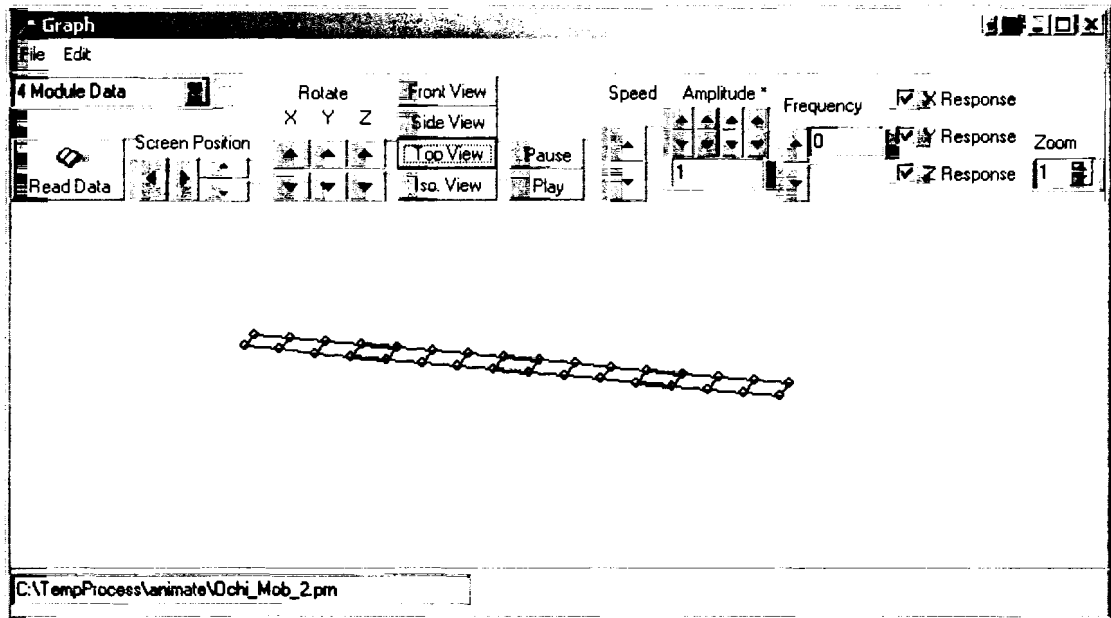 Graph
File Edit
4 Module Data
Read Data
Screen Position
Rotate
X Y Z
Front View
Side View
Top View
Iso. View
Pause
Play
Speed
Amplitude *
1
Frequency
0
X Response
Y Response
Z Response
Zoom
1
C:\TempProcess\animate\Ochi_Mob_2.prn